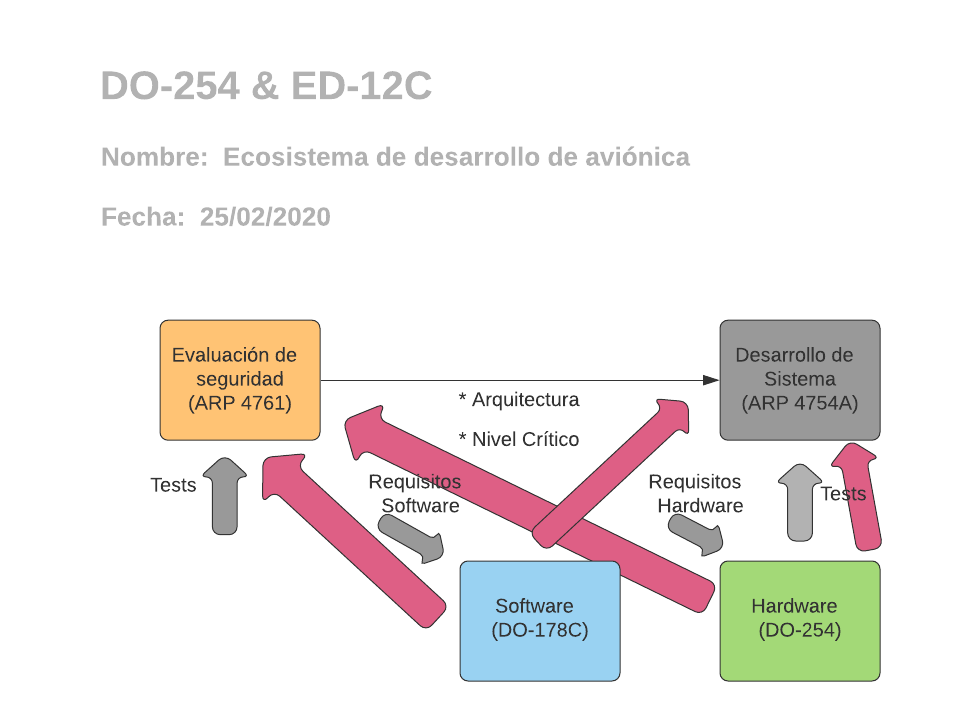 DO-254 & ED-12C
Nombre: Ecosistema de desarrollo de aviónica
Fecha: 25/02/2020
Evaluación de
seguridad
(ARP 4761)
Desarrollo de
Sistema
(ARP 4754A)
* Arquitectura
* Nivel Crítico
Tests
Requisitos
Software
Requisitos
Hardware
Tests
Software
(DO-178C)
Hardware
(DO-254)